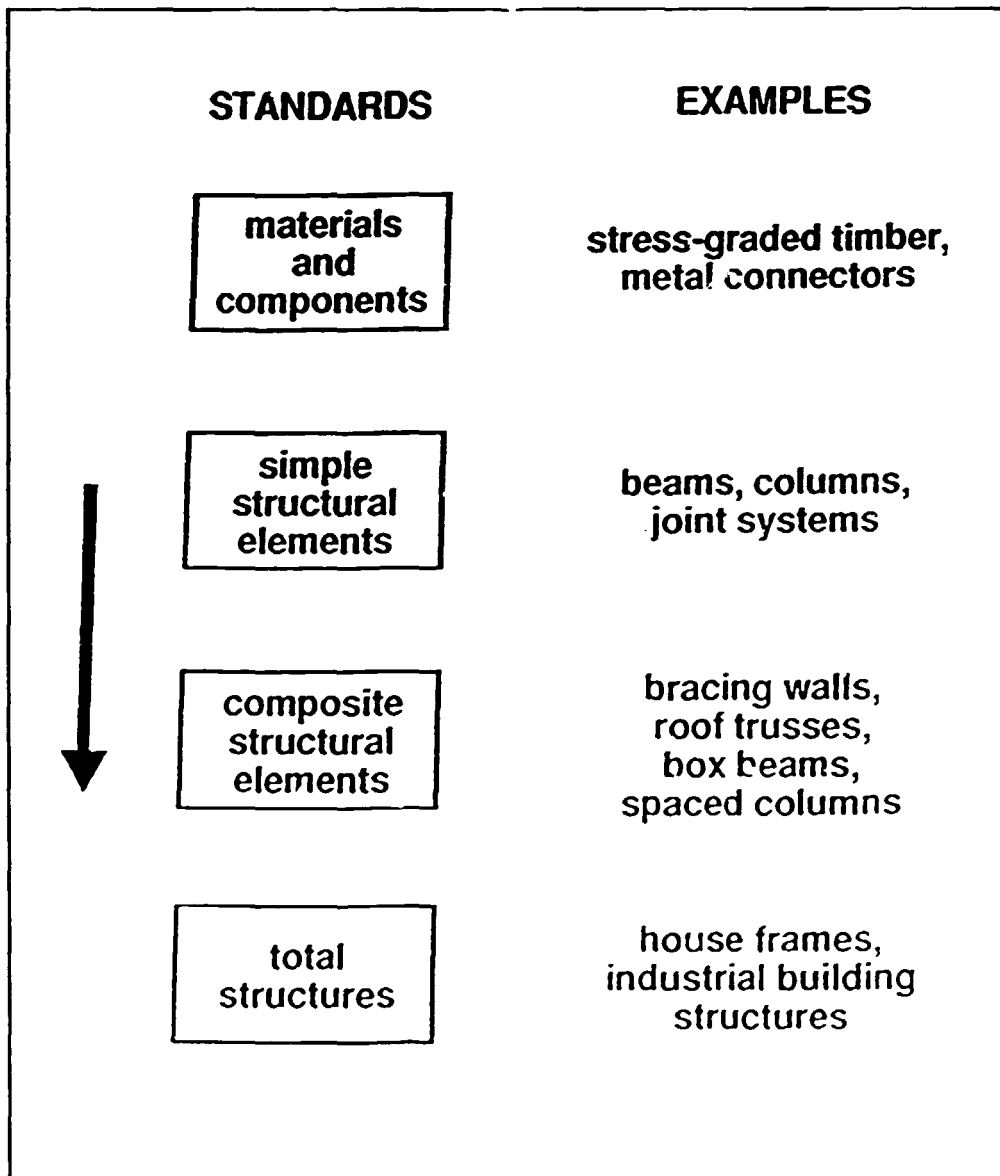 STANDARDS
EXAMPLES
materials
and
components
stress-graded timber,
metal connectors
simple
structural
elements
beams, columns,
joint systems
composite
structural
elements
bracing walls,
roof trusses,
box beams,
spaced columns
total
structures
house frames,
industrial building
structures